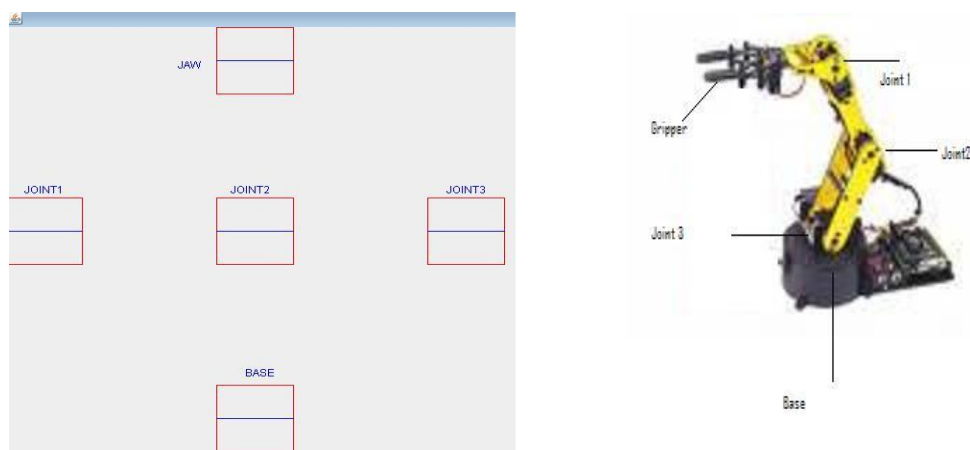 JAW
JOINT1
JOINT2
JOINT3
BASE
Joint 1
Gripper
Joint2
Joint 3
Base